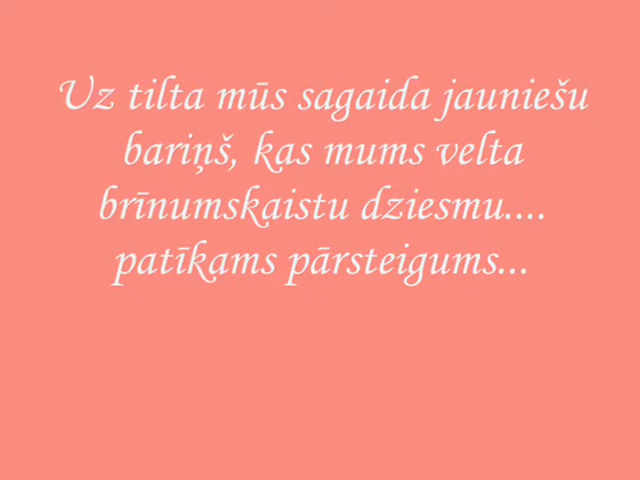 Uz tilta mūs sagaida jauniešu
bariņš, kas mums velta
brīnumskaistu dziesmu....
patīkams pārsteigums...